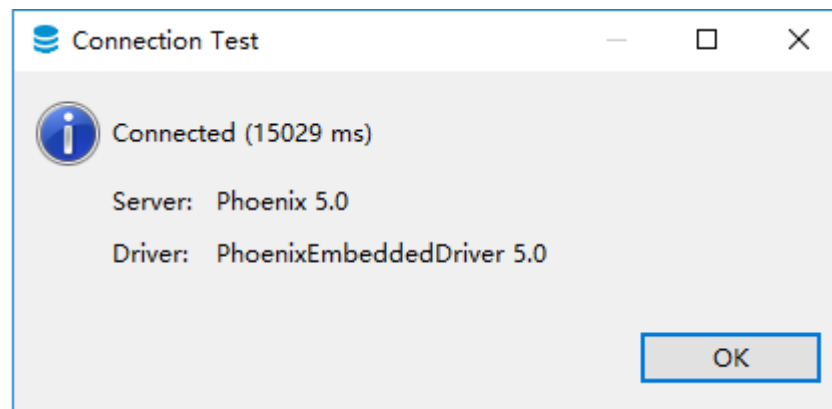 Connection Test
Connected (15029 ms)
Server: Phoenix 5.0
Driver: PhoenixEmbeddedDriver 5.0
OK